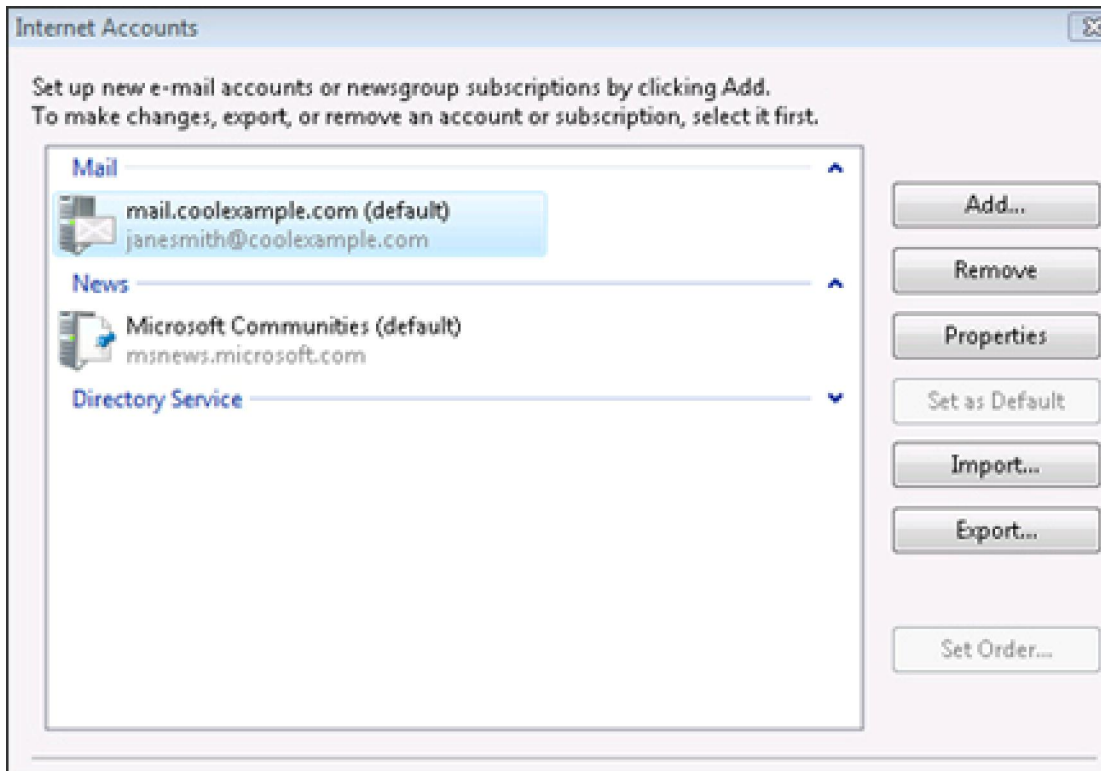 Internet Accounts
Set up new e-mail accounts or newsgroup subscriptions by clicking Add.
To make changes, export, or remove an account or subscription, select it first.
Mail
mail.coolexample.com (default)
janesmith@coolexample.com
News
Microsoft Communities (default)
msnews.microsoft.com
Directory Service
Add...
Remove
Properties
Set as Default
Import...
Export...
Set Order...